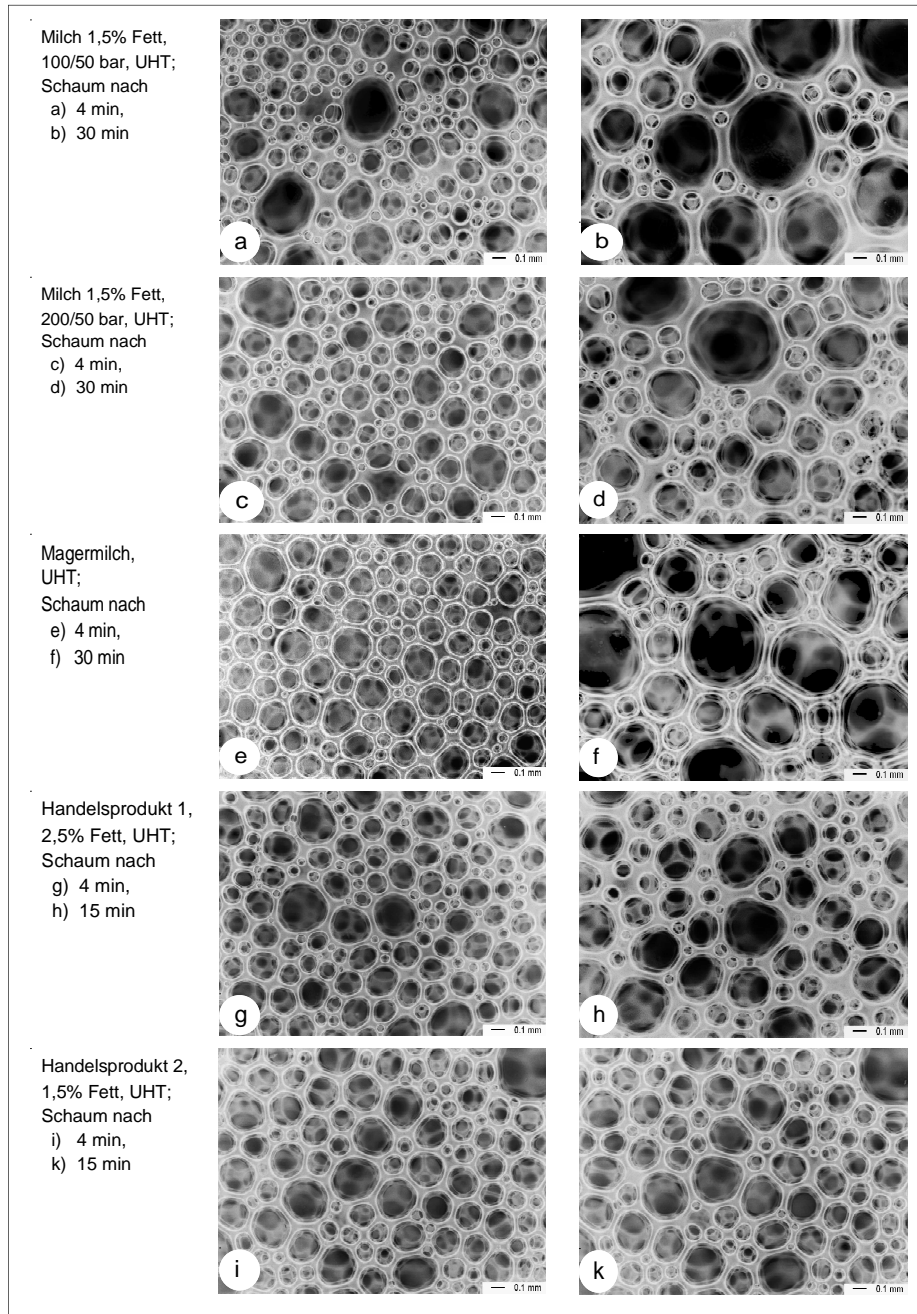 Milch 1,5% Fett,
100/50 bar, UHT;
Schaum nach
a) 4 min,
b) 30 min
a
0.1 mm
b
0.1 mm
Milch 1,5% Fett,
200/50 bar, UHT;
Schaum nach
c) 4 min,
d) 30 min
c
0.1 mm
d
0.1 mm
Magermilch,
UHT;
Schaum nach
e) 4 min,
f) 30 min
e
0.1 mm
f
0.1 mm
Handelsprodukt 1,
2,5% Fett, UHT;
Schaum nach
g) 4 min,
h) 15 min
g
0.1 mm
h
0.1 mm
Handelsprodukt 2,
1,5% Fett, UHT;
Schaum nach
i) 4 min,
k) 15 min
i
0.1 mm
k
0.1 mm